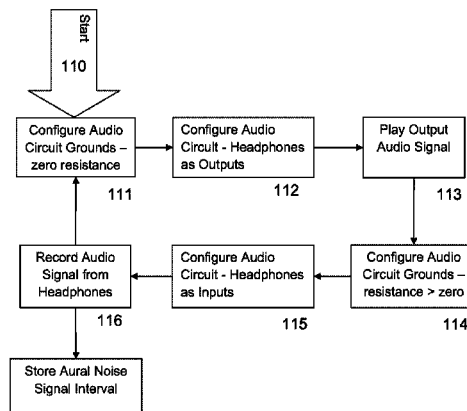 Start
110
Configure Audio
Circuit Grounds –
zero resistance
111
Configure Audio
Circuit - Headphones
as Outputs
112
Play Output
Audio Signal
113
Configure Audio
Circuit Grounds –
resistance > zero
114
Configure Audio
Circuit - Headphones
as Inputs
115
Record Audio
Signal from
Headphones
116
Store Aural Noise
Signal Interval